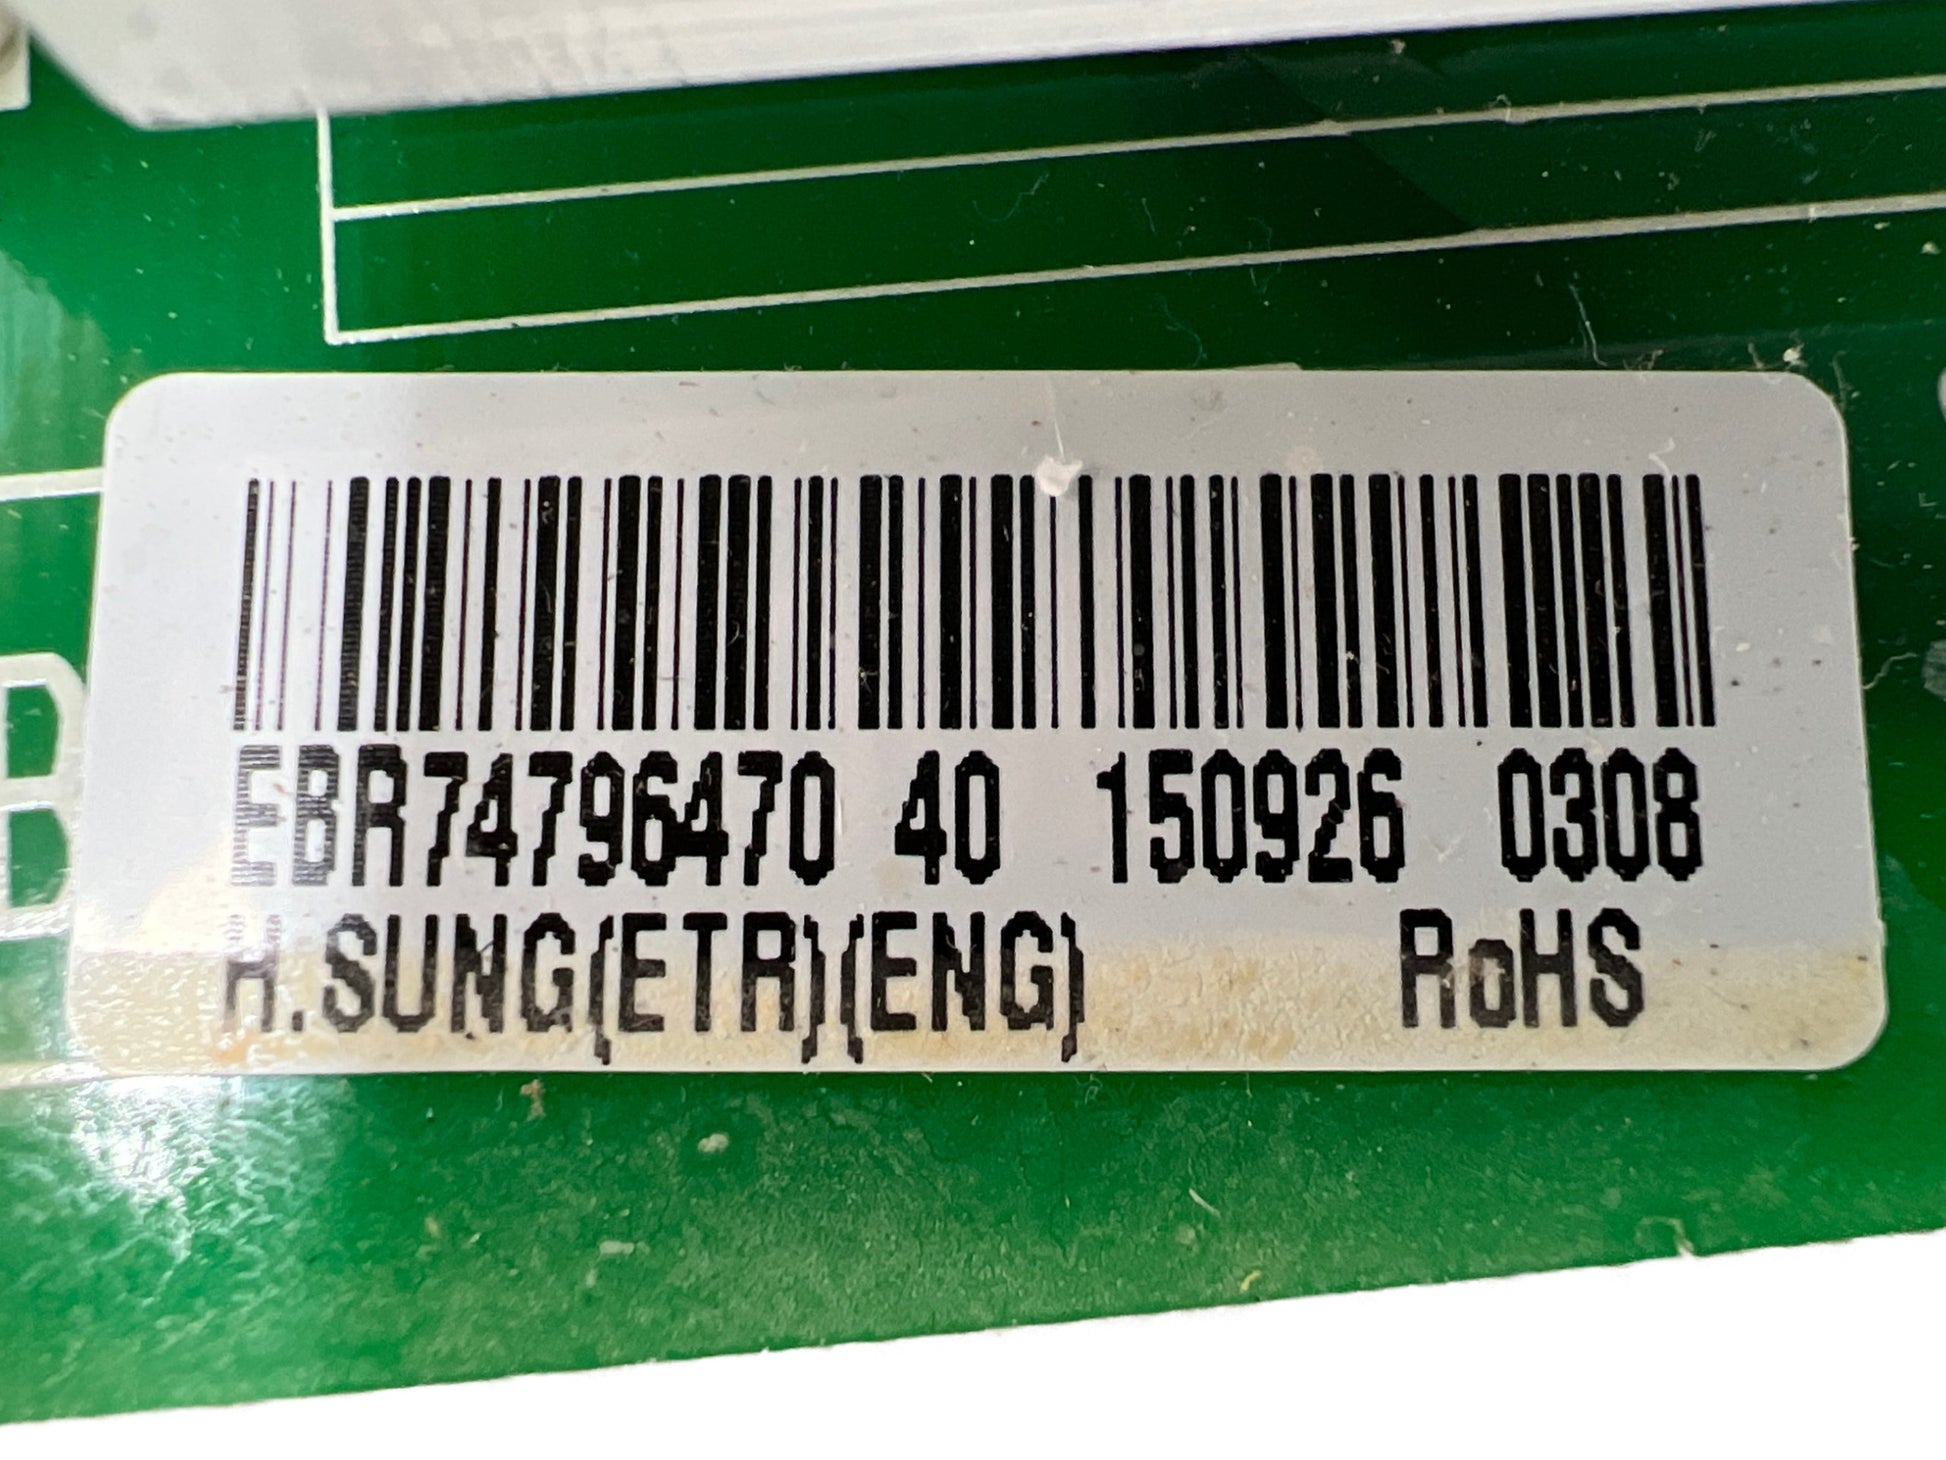 EBR74796470 40 150926 0308
H.SUNG(ETR)(ENG) RoHS
B